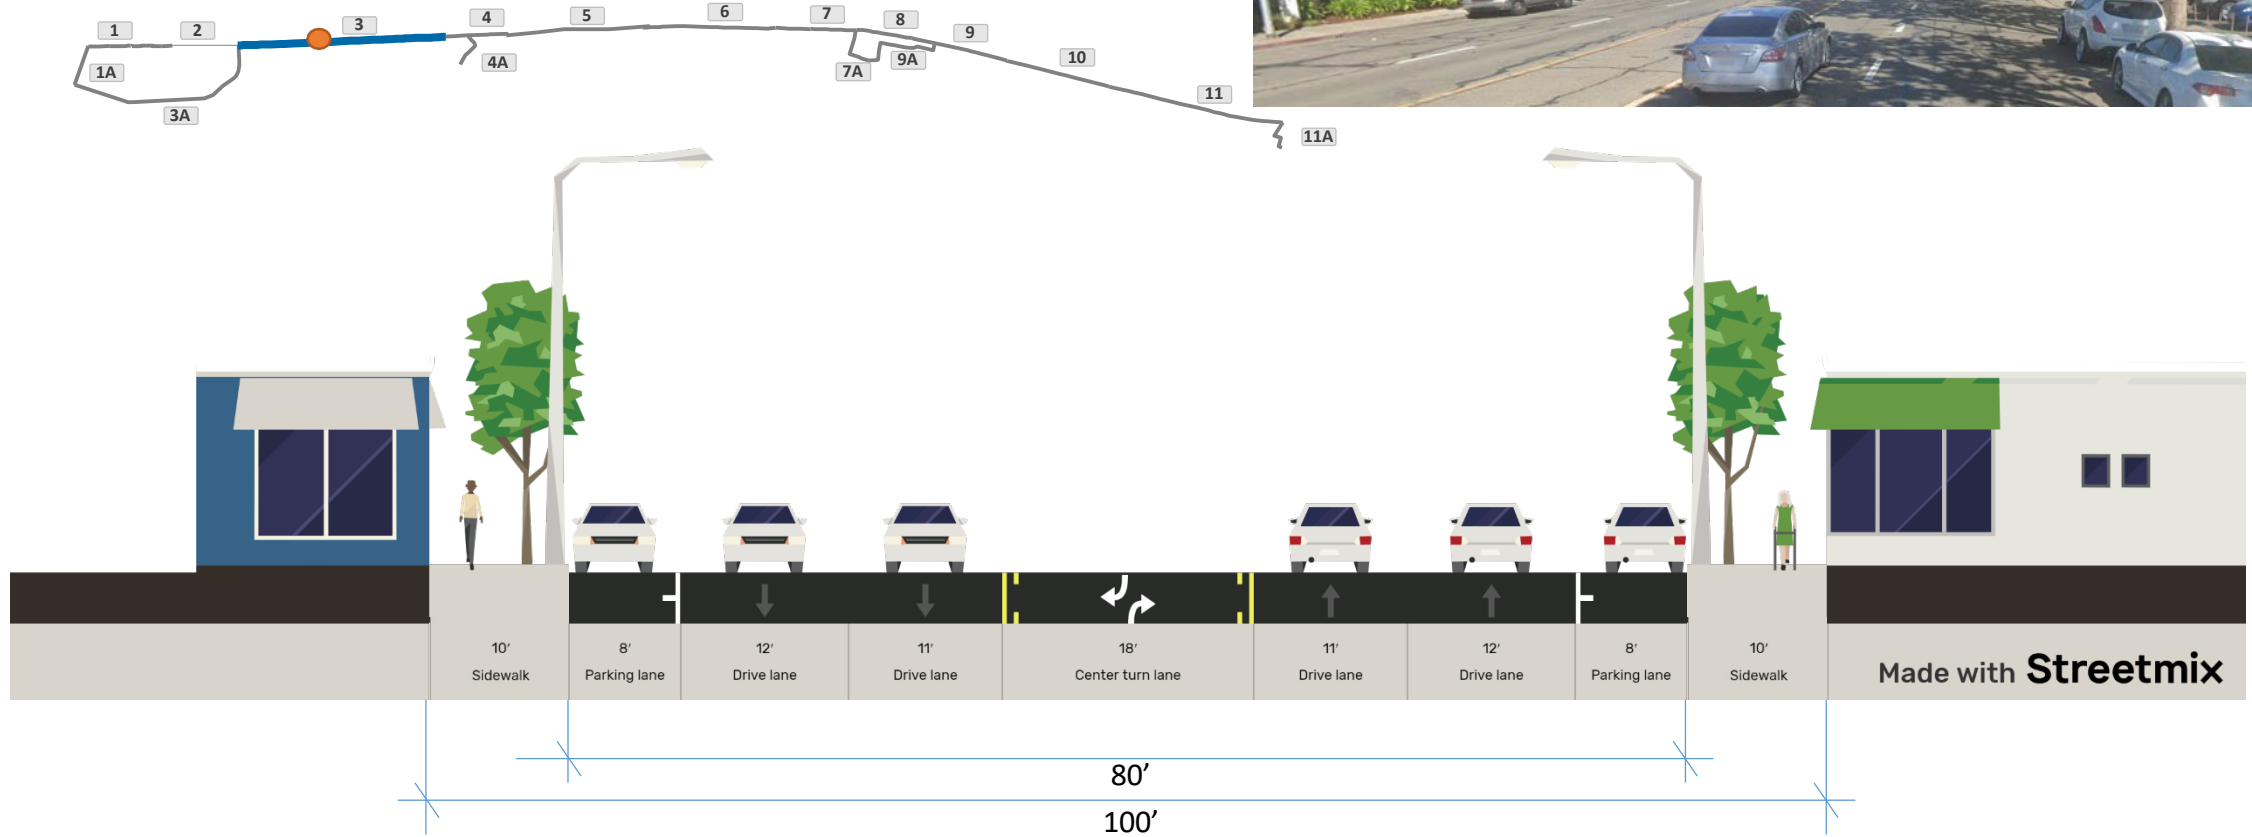 1
2
3
4
5
6
7
8
9
10
11
1A
3A
4A
7A
9A
11A
10′ 8′ 12′ 11′ 18′ 11′ 12′ 8′ 10′
Sidewalk Parking lane Drive lane Drive lane Center turn lane Drive lane Drive lane Parking lane Sidewalk
Made with Streetmix
80’
100’